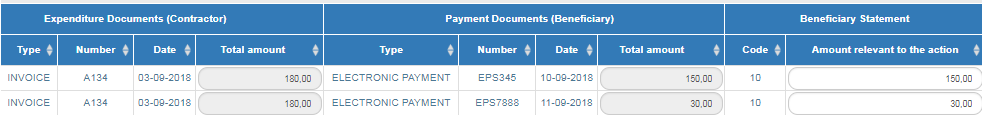 Expenditure Documents (Contractor) Payment Documents (Beneficiary) Beneficiary Statement
Type Number Date Total amount Type Number Date Total amount Code Amount relevant to the action
INVOICE A134 03-09-2018 180,00 ELECTRONIC PAYMENT EPS345 10-09-2018 150,00 10 150,00
INVOICE A134 03-09-2018 180,00 ELECTRONIC PAYMENT EPS7888 11-09-2018 30,00 10 30,00